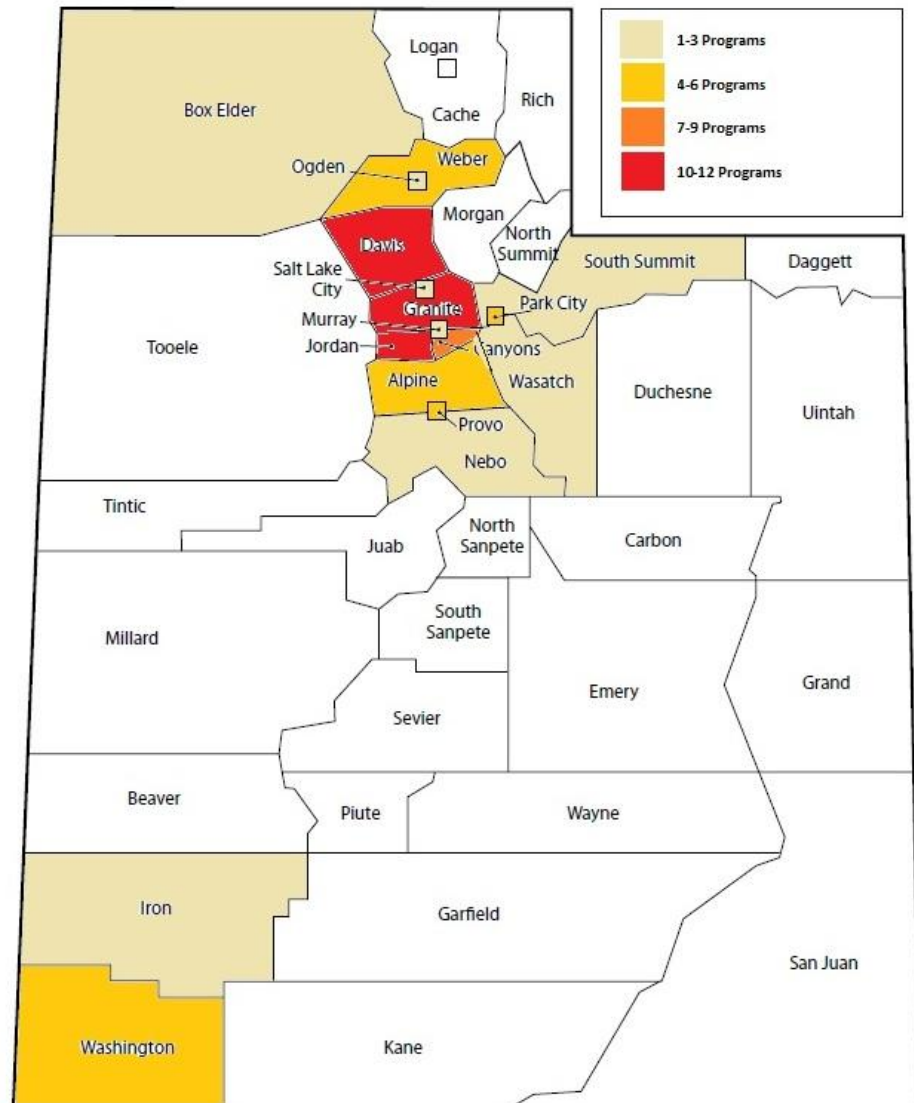 1-3 Programs
4-6 Programs
7-9 Programs
10-12 Programs
Logan
Rich
Box Elder
Cache
Weber
Ogden
Morgan
Davis
North
Summit
South Summit
Daggett
Salt Lake
City
Granite
Park City
Murray
Jordan
Canyons
Tooele
Alpine
Wasatch
Duchesne
Uintah
Provo
Nebo
Tintic
North
Sanpete
Carbon
Juab
South
Sanpete
Millard
Grand
Emery
Sevier
Beaver
Piute
Wayne
Iron
Garfield
San Juan
Washington
Kane